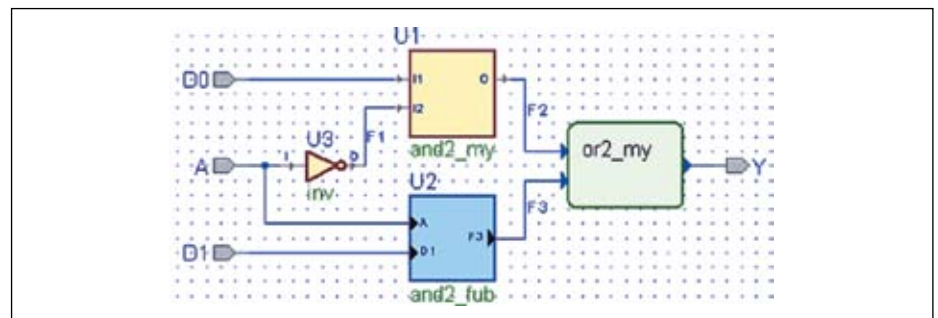 U1
D0
I1
O
I2
F1
F2
and2_my
or2_my
U3
A
I
O
inv
Y
U2
A
F3
D1
F3
D1
and2_fub